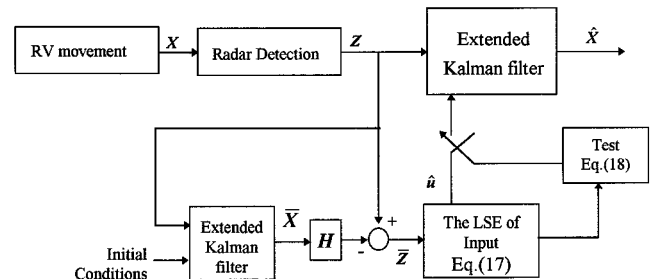 RV movement
X
Radar Detection
Z
Extended
Kalman filter
X̂
û
Test
Eq.(18)
Extended
Kalman
filter
X̅
H
+
-
Z̅
The LSE of
Input
Eq.(17)
Initial
Conditions